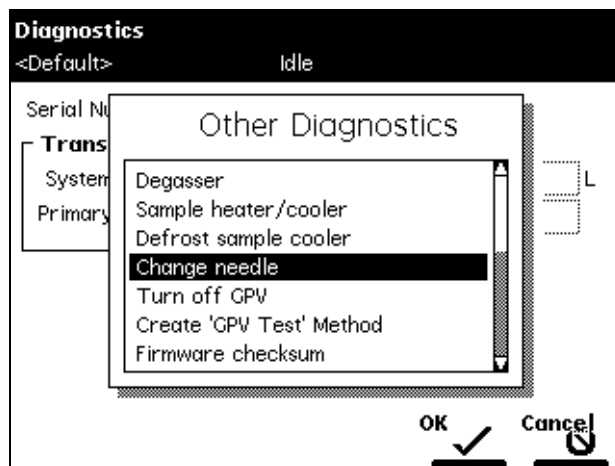 Diagnostics
<Default> Idle
Serial Nu
Other Diagnostics
Trans
System
L
Primary
Degasser
Sample heater/cooler
Defrost sample cooler
Change needle
Turn off GPV
Create 'GPV Test' Method
Firmware checksum
OK Cancel